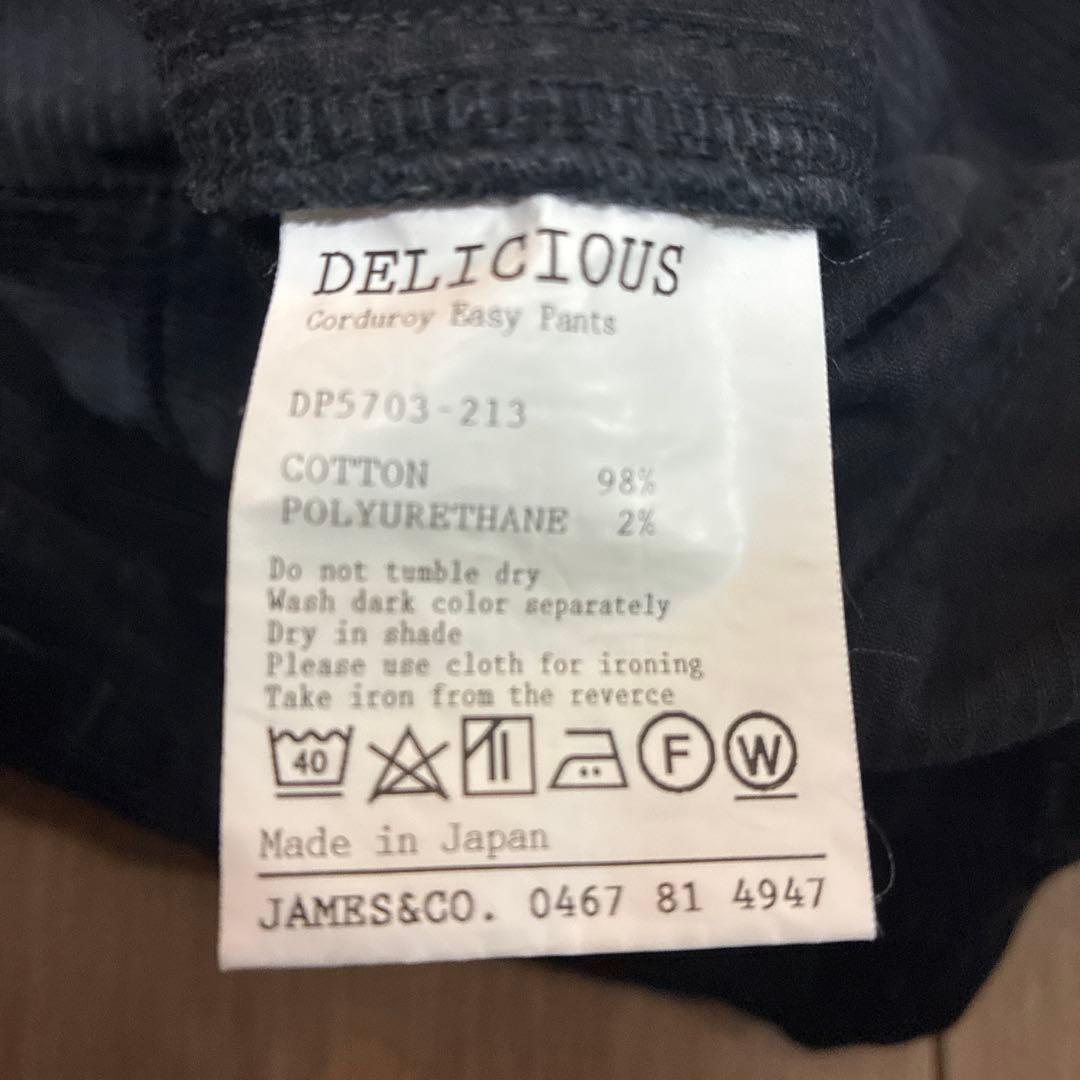 DELICIOUS
Corduroy Easy Pants
DP5703-213
COTTON 98%
POLYURETHANE 2%
Do not tumble dry
Wash dark color separately
Dry in shade
Please use cloth for ironing
Take iron from the reverce
40 F W
Made in Japan
JAMES&CO. 0467 81 4947